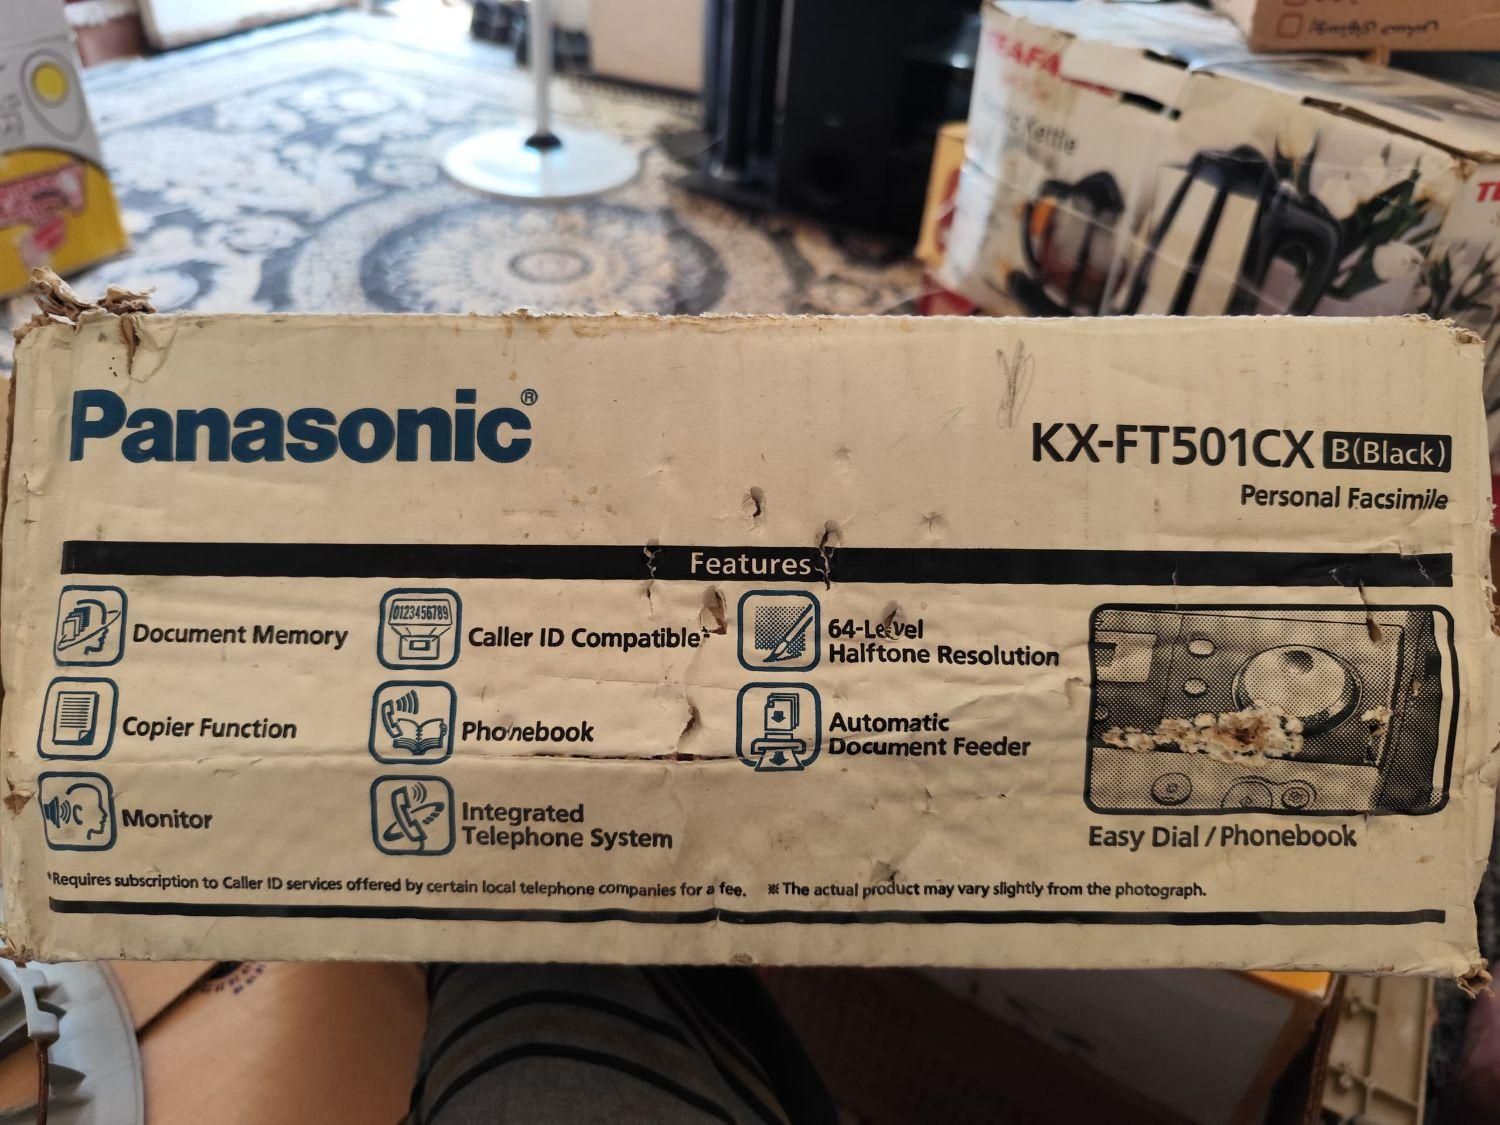 Panasonic®
KX-FT501CX B(Black)
Personal Facsimile
Features
Document Memory
0123456789
Caller ID Compatible*
64-Level
Halftone Resolution
Copier Function
Phonebook
Automatic
Document Feeder
Monitor
Integrated
Telephone System
Easy Dial / Phonebook
*Requires subscription to Caller ID services offered by certain local telephone companies for a fee. ※ The actual product may vary slightly from the photograph.
Kettle